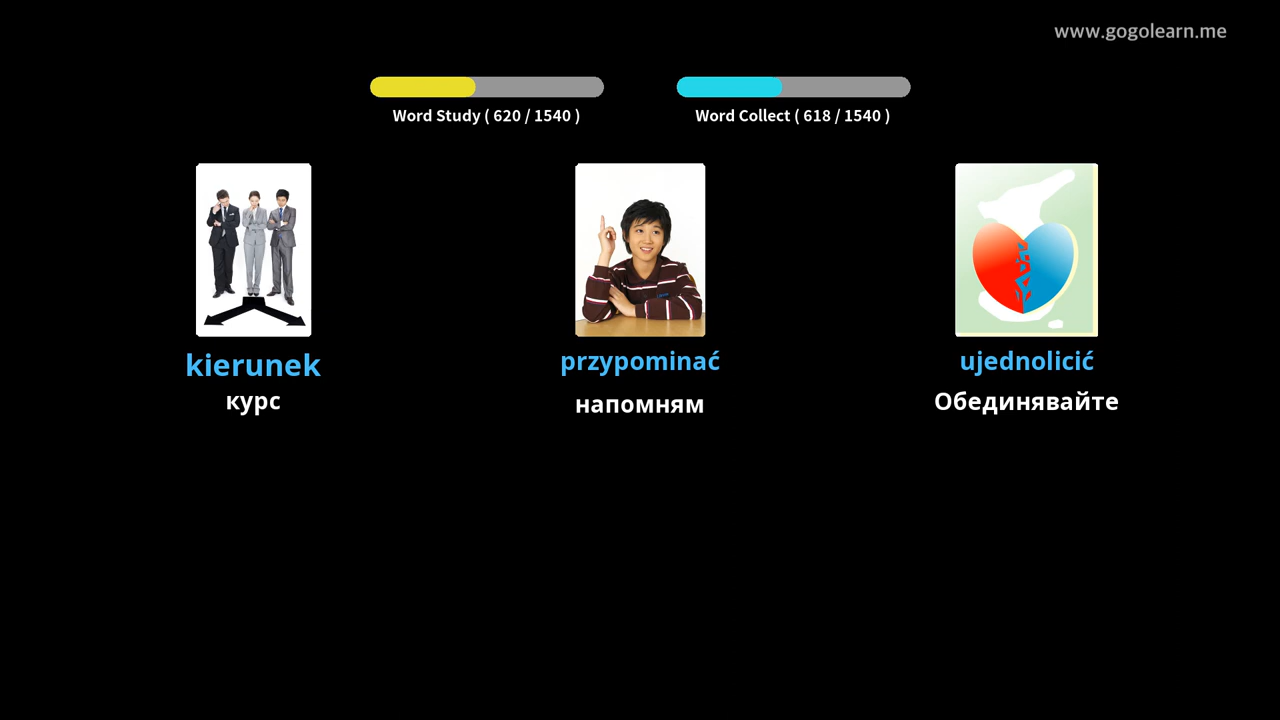 www.gogolearn.me
Word Study ( 620 / 1540 )
Word Collect ( 618 / 1540 )
kierunek
курс
przypominać
напомням
ujednolicić
Обединявайте